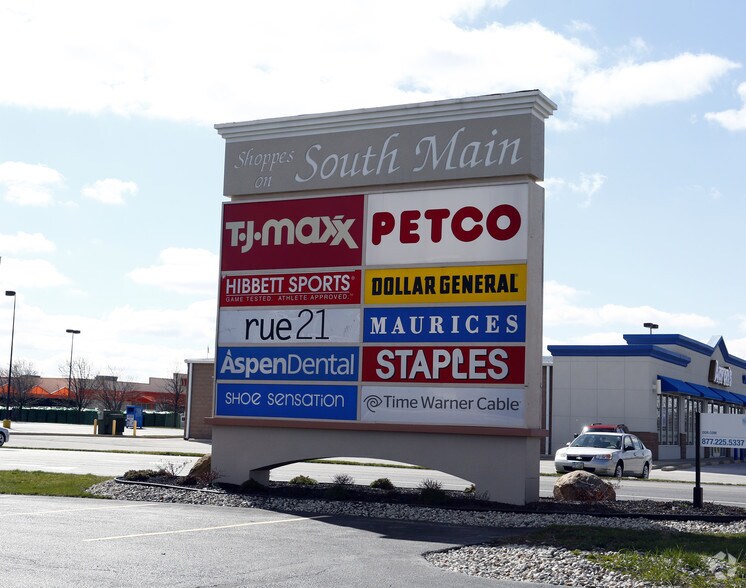 Shoppes
on
South Main
T.J.maxx
PETCO
HIBBETT SPORTS
GAME TESTED. ATHLETE APPROVED.
DOLLAR GENERAL
rue21
MAURICES
AspenDental
STAPLES
SHOE SENSATION
Time Warner Cable
Aaron's
877.225.5337